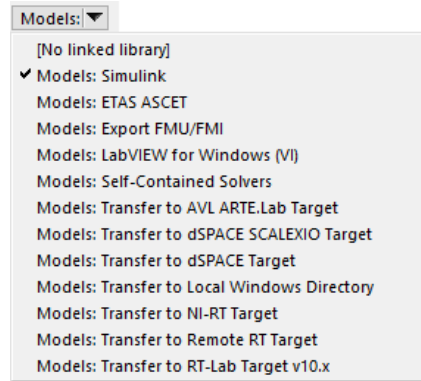 Models:
[No linked library]
Models: Simulink
Models: ETAS ASCET
Models: Export FMU/FMI
Models: LabVIEW for Windows (VI)
Models: Self-Contained Solvers
Models: Transfer to AVL ARTE.Lab Target
Models: Transfer to dSPACE SCALEXIO Target
Models: Transfer to dSPACE Target
Models: Transfer to Local Windows Directory
Models: Transfer to NI-RT Target
Models: Transfer to Remote RT Target
Models: Transfer to RT-Lab Target v10.x